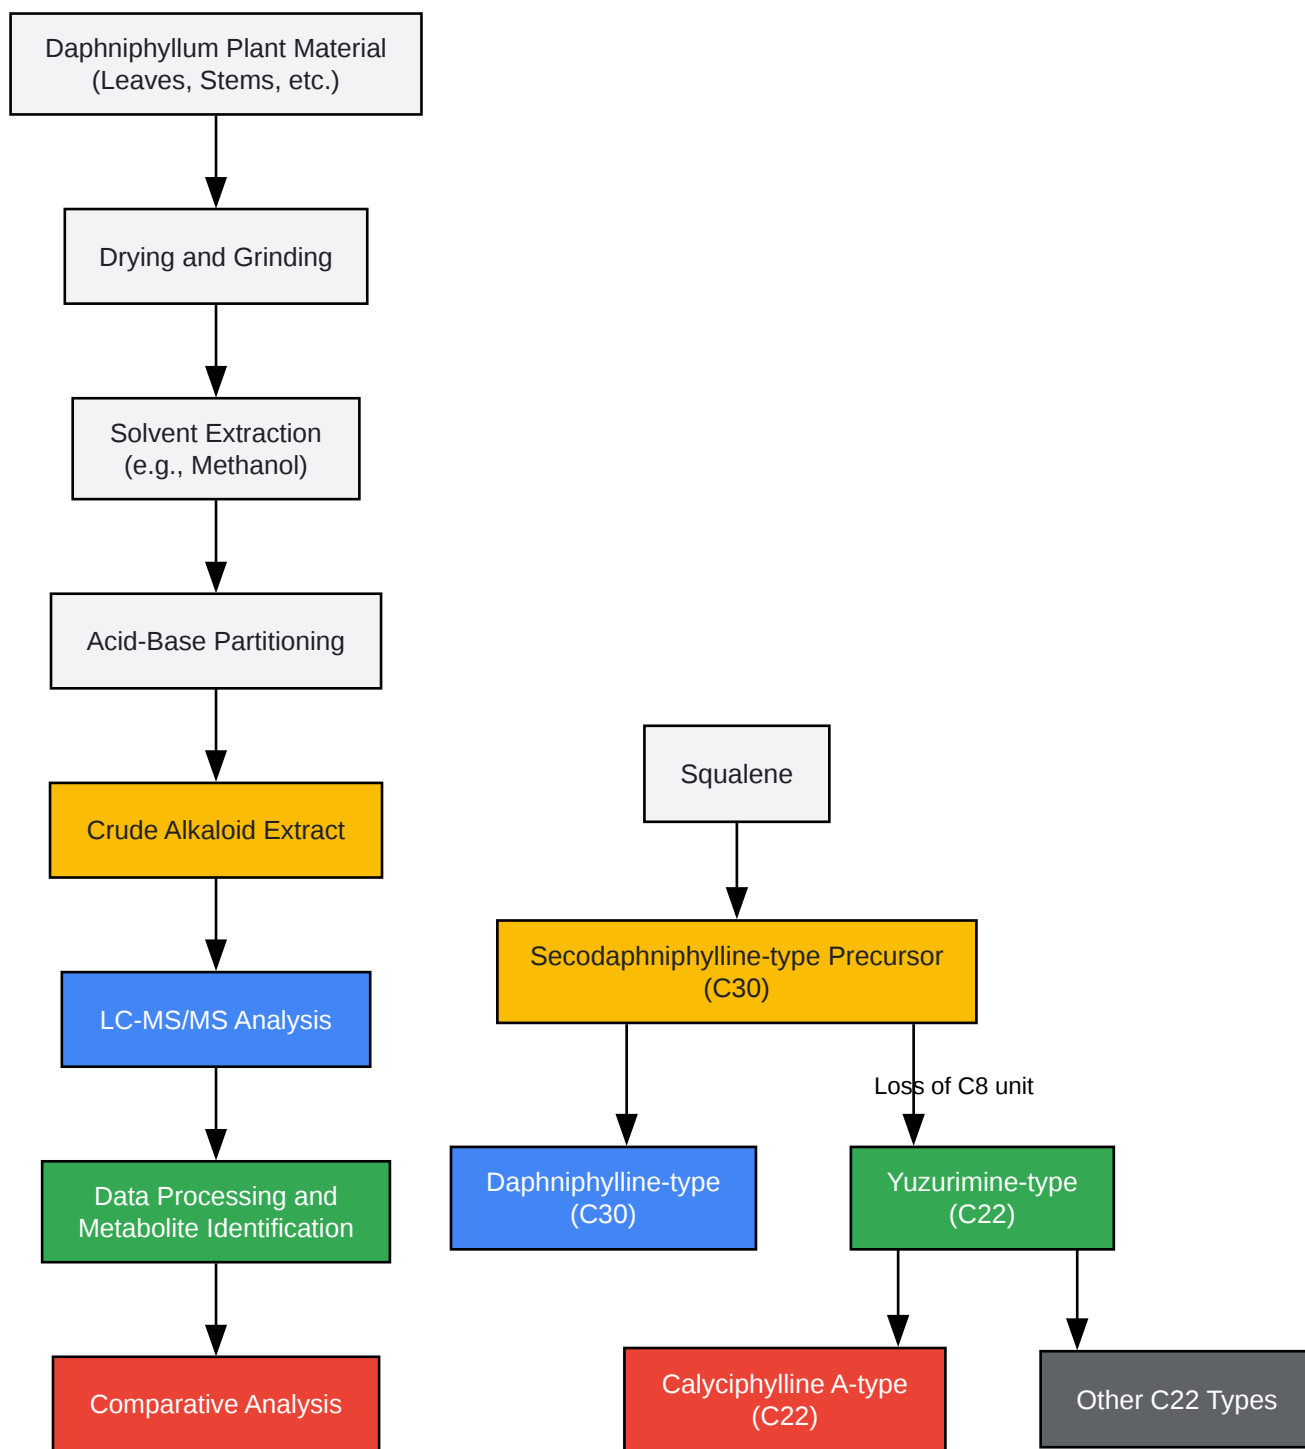 Daphniphyllum Plant Material
(Leaves, Stems, etc.)
Drying and Grinding
Solvent Extraction
(e.g., Methanol)
Acid-Base Partitioning
Crude Alkaloid Extract
LC-MS/MS Analysis
Data Processing and
Metabolite Identification
Comparative Analysis
Squalene
Secodaphniphylline-type Precursor
(C30)
Loss of C8 unit
Daphniphylline-type
(C30)
Yuzurimine-type
(C22)
Calyciphylline A-type
(C22)
Other C22 Types